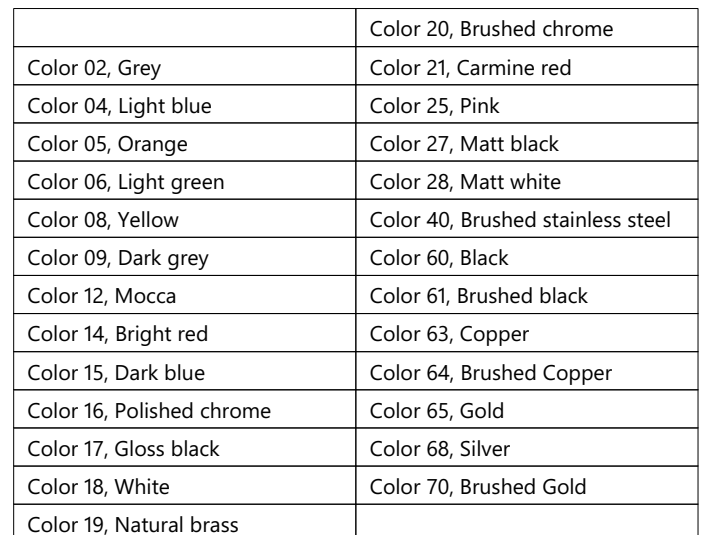 Color 20, Brushed chrome
Color 02, Grey
Color 21, Carmine red
Color 04, Light blue
Color 25, Pink
Color 05, Orange
Color 27, Matt black
Color 06, Light green
Color 28, Matt white
Color 08, Yellow
Color 40, Brushed stainless steel
Color 09, Dark grey
Color 60, Black
Color 12, Mocca
Color 61, Brushed black
Color 14, Bright red
Color 63, Copper
Color 15, Dark blue
Color 64, Brushed Copper
Color 16, Polished chrome
Color 65, Gold
Color 17, Gloss black
Color 68, Silver
Color 18, White
Color 70, Brushed Gold
Color 19, Natural brass